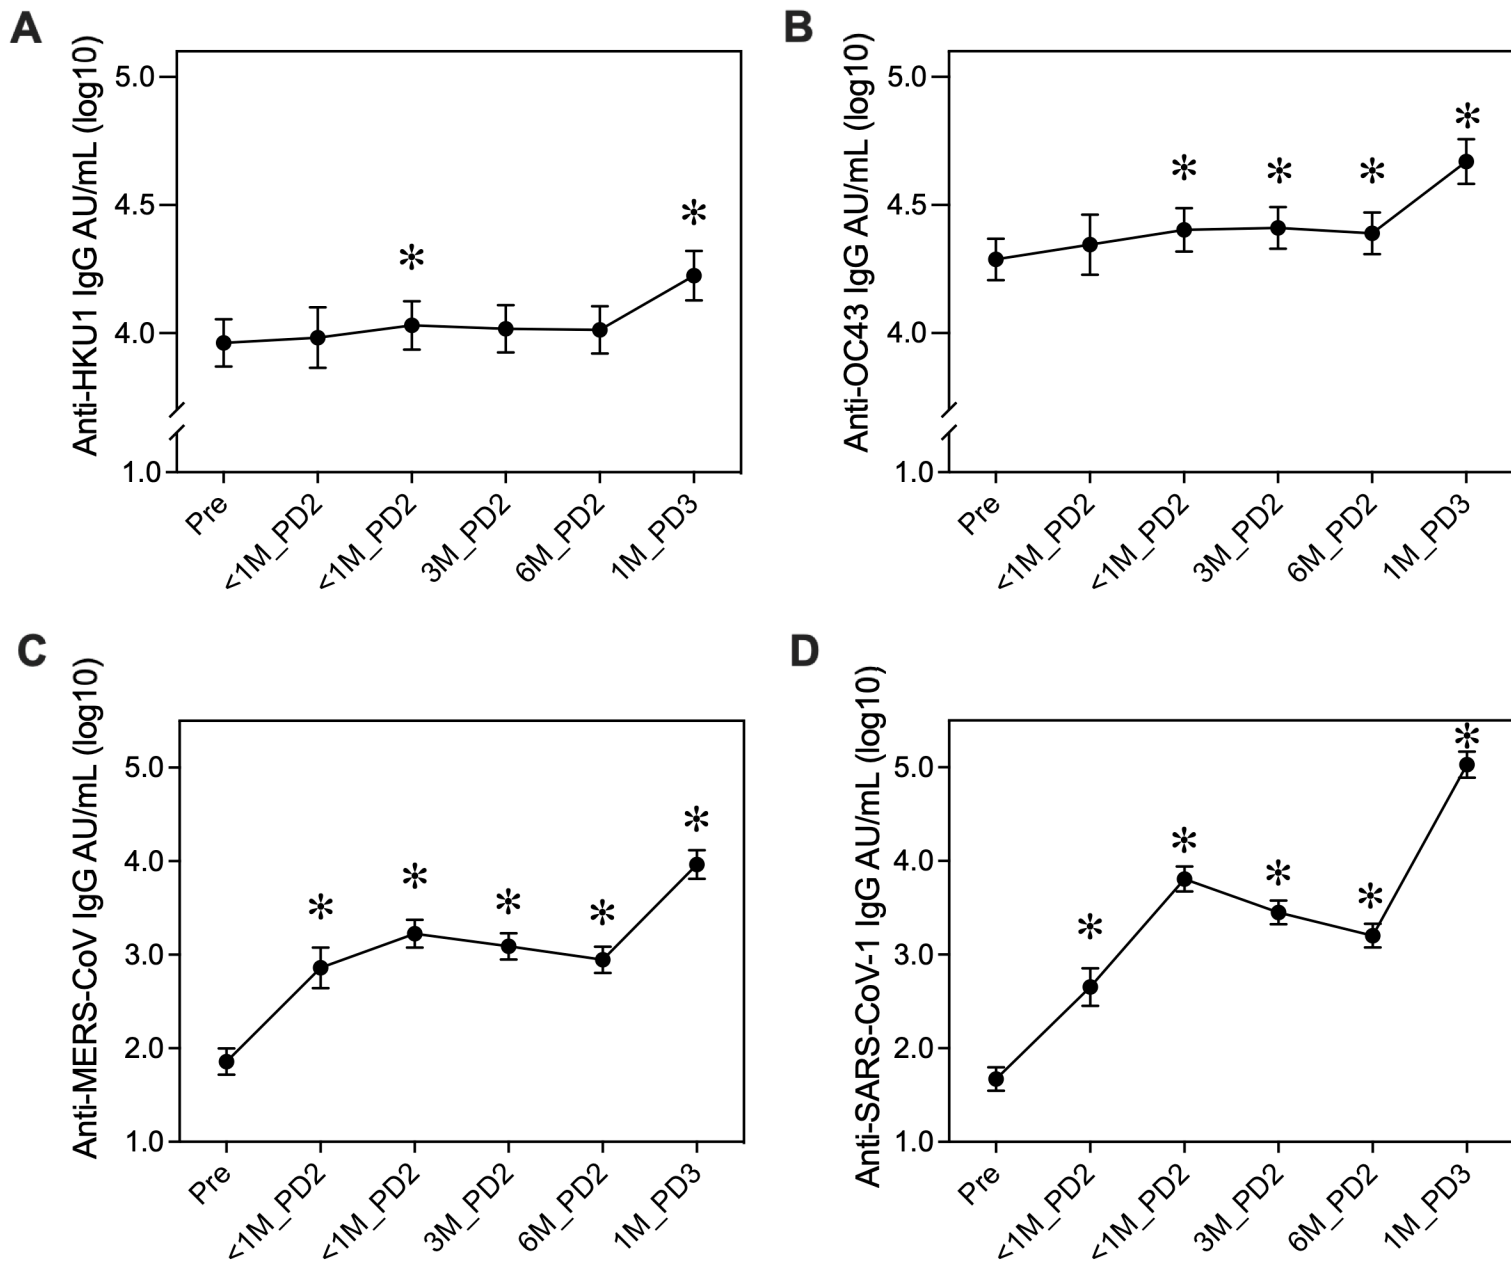 A
Anti-HKU1 IgG AU/mL (log10)
5.0
4.5
4.0
1.0
*
*
Pre
<1M_PD2
<1M_PD2
3M_PD2
6M_PD2
1M_PD3
B
Anti-OC43 IgG AU/mL (log10)
5.0
4.5
4.0
1.0
*
*
*
*
Pre
<1M_PD2
<1M_PD2
3M_PD2
6M_PD2
1M_PD3
C
Anti-MERS-CoV IgG AU/mL (log10)
5.0
4.0
3.0
2.0
1.0
*
*
*
*
*
Pre
<1M_PD2
<1M_PD2
3M_PD2
6M_PD2
1M_PD3
D
Anti-SARS-CoV-1 IgG AU/mL (log10)
5.0
4.0
3.0
2.0
1.0
*
*
*
*
*
Pre
<1M_PD2
<1M_PD2
3M_PD2
6M_PD2
1M_PD3